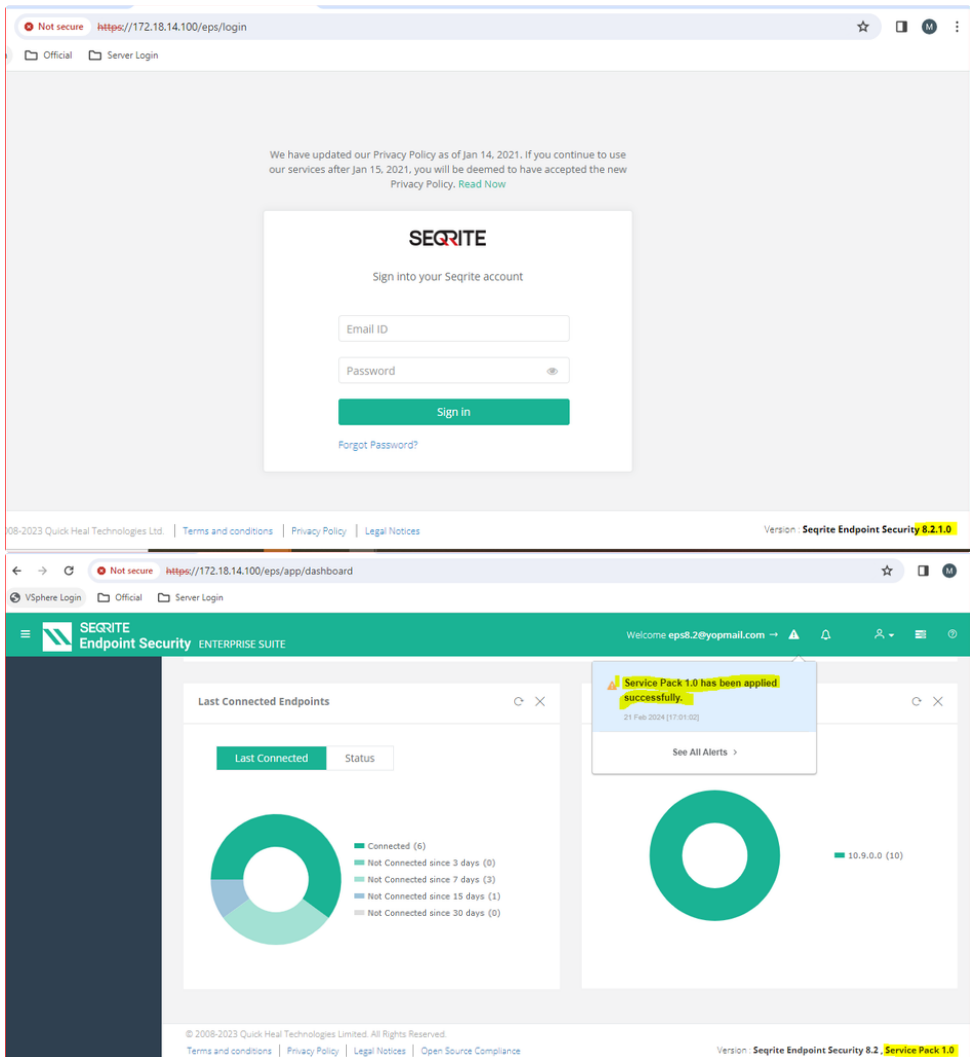 Not secure https://172.18.14.100/eps/login
M
Official Server Login
We have updated our Privacy Policy as of Jan 14, 2021. If you continue to use
our services after Jan 15, 2021, you will be deemed to have accepted the new
Privacy Policy. Read Now
SEQRITE
Sign into your Seqrite account
Email ID
Password
Sign in
Forgot Password?
08-2023 Quick Heal Technologies Ltd. Terms and conditions Privacy Policy Legal Notices Version : Seqrite Endpoint Security 8.2.1.0
Not secure https://172.18.14.100/eps/app/dashboard
M
VSphere Login Official Server Login
SEQRITE
Endpoint Security ENTERPRISE SUITE
Welcome eps8.2@yopmail.com →
Service Pack 1.0 has been applied
successfully.
21 Feb 2024 [17:01:02]
See All Alerts >
Last Connected Endpoints
Last Connected Status
Connected (6)
Not Connected since 3 days (0)
Not Connected since 7 days (3)
Not Connected since 15 days (1)
Not Connected since 30 days (0)
10.9.0.0 (10)
© 2008-2023 Quick Heal Technologies Limited. All Rights Reserved.
Terms and conditions Privacy Policy Legal Notices Open Source Compliance Version : Seqrite Endpoint Security 8.2 , Service Pack 1.0